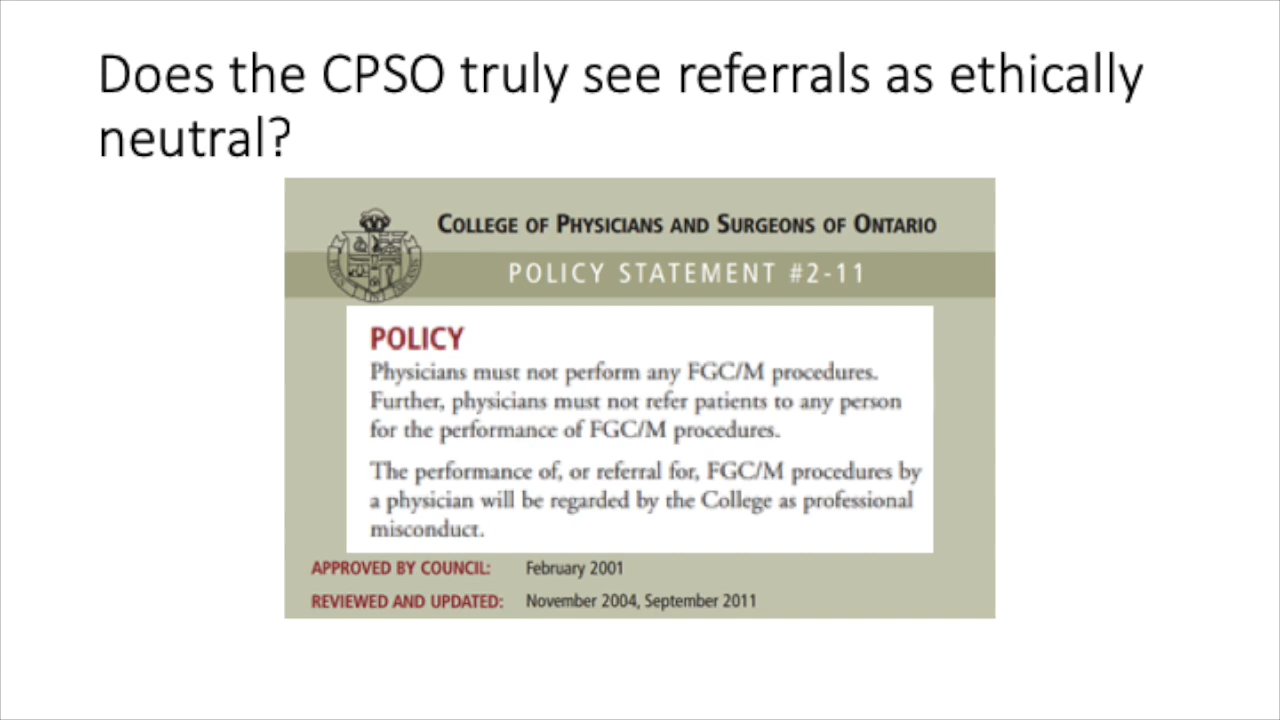 Does the CPSO truly see referrals as ethically
neutral?
COLLEGE OF PHYSICIANS AND SURGEONS OF ONTARIO
POLICY STATEMENT #2-11
POLICY
Physicians must not perform any FGC/M procedures.
Further, physicians must not refer patients to any person
for the performance of FGC/M procedures.
The performance of, or referral for, FGC/M procedures by
a physician will be regarded by the College as professional
misconduct.
APPROVED BY COUNCIL: February 2001
REVIEWED AND UPDATED: November 2004, September 2011